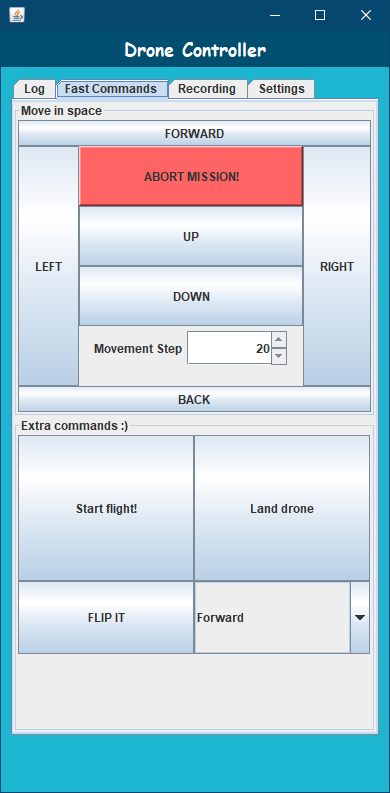 Drone Controller
Log Fast Commands Recording Settings
Move in space
FORWARD
ABORT MISSION!
UP
LEFT RIGHT
DOWN
Movement Step 20
BACK
Extra commands :)
Start flight! Land drone
FLIP IT Forward